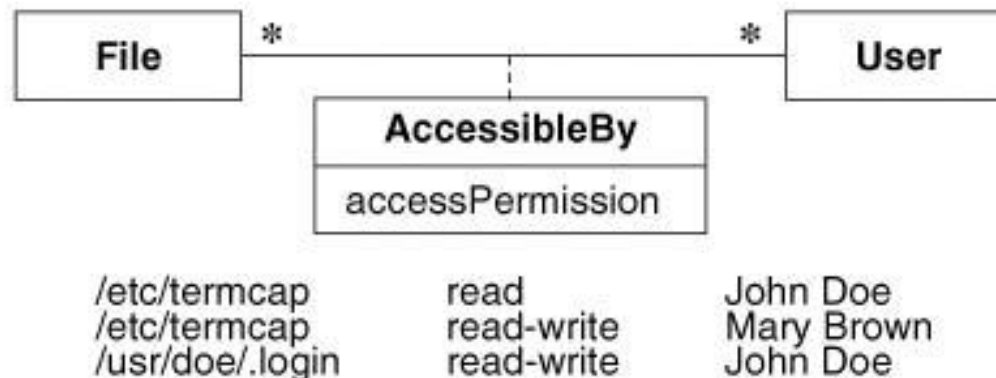 File * * User
AccessibleBy
accessPermission
/etc/termcap read John Doe
/etc/termcap read-write Mary Brown
/usr/doe/.login read-write John Doe